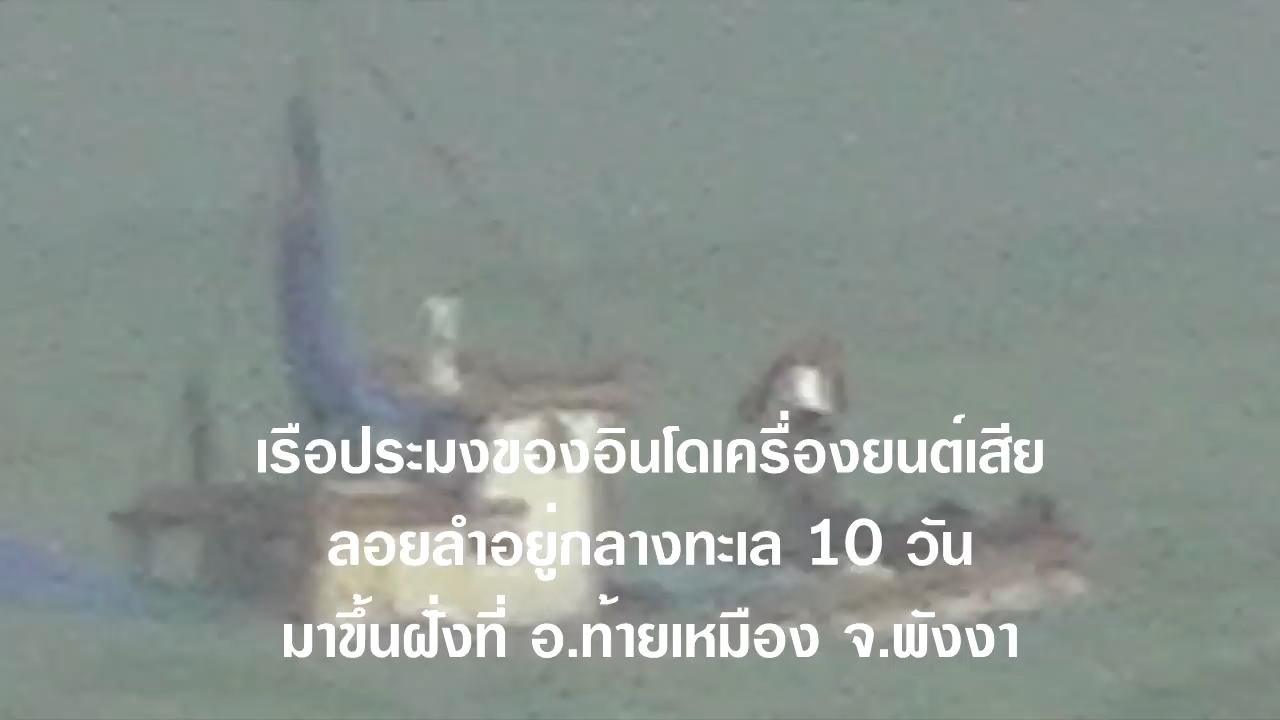 เรือประมงของอินโดเครื่องยนต์เสีย
ลอยลำอยู่กลางทะเล 10 วัน
มาขึ้นฝั่งที่ อ.ท้ายเหมือง จ.พังงา